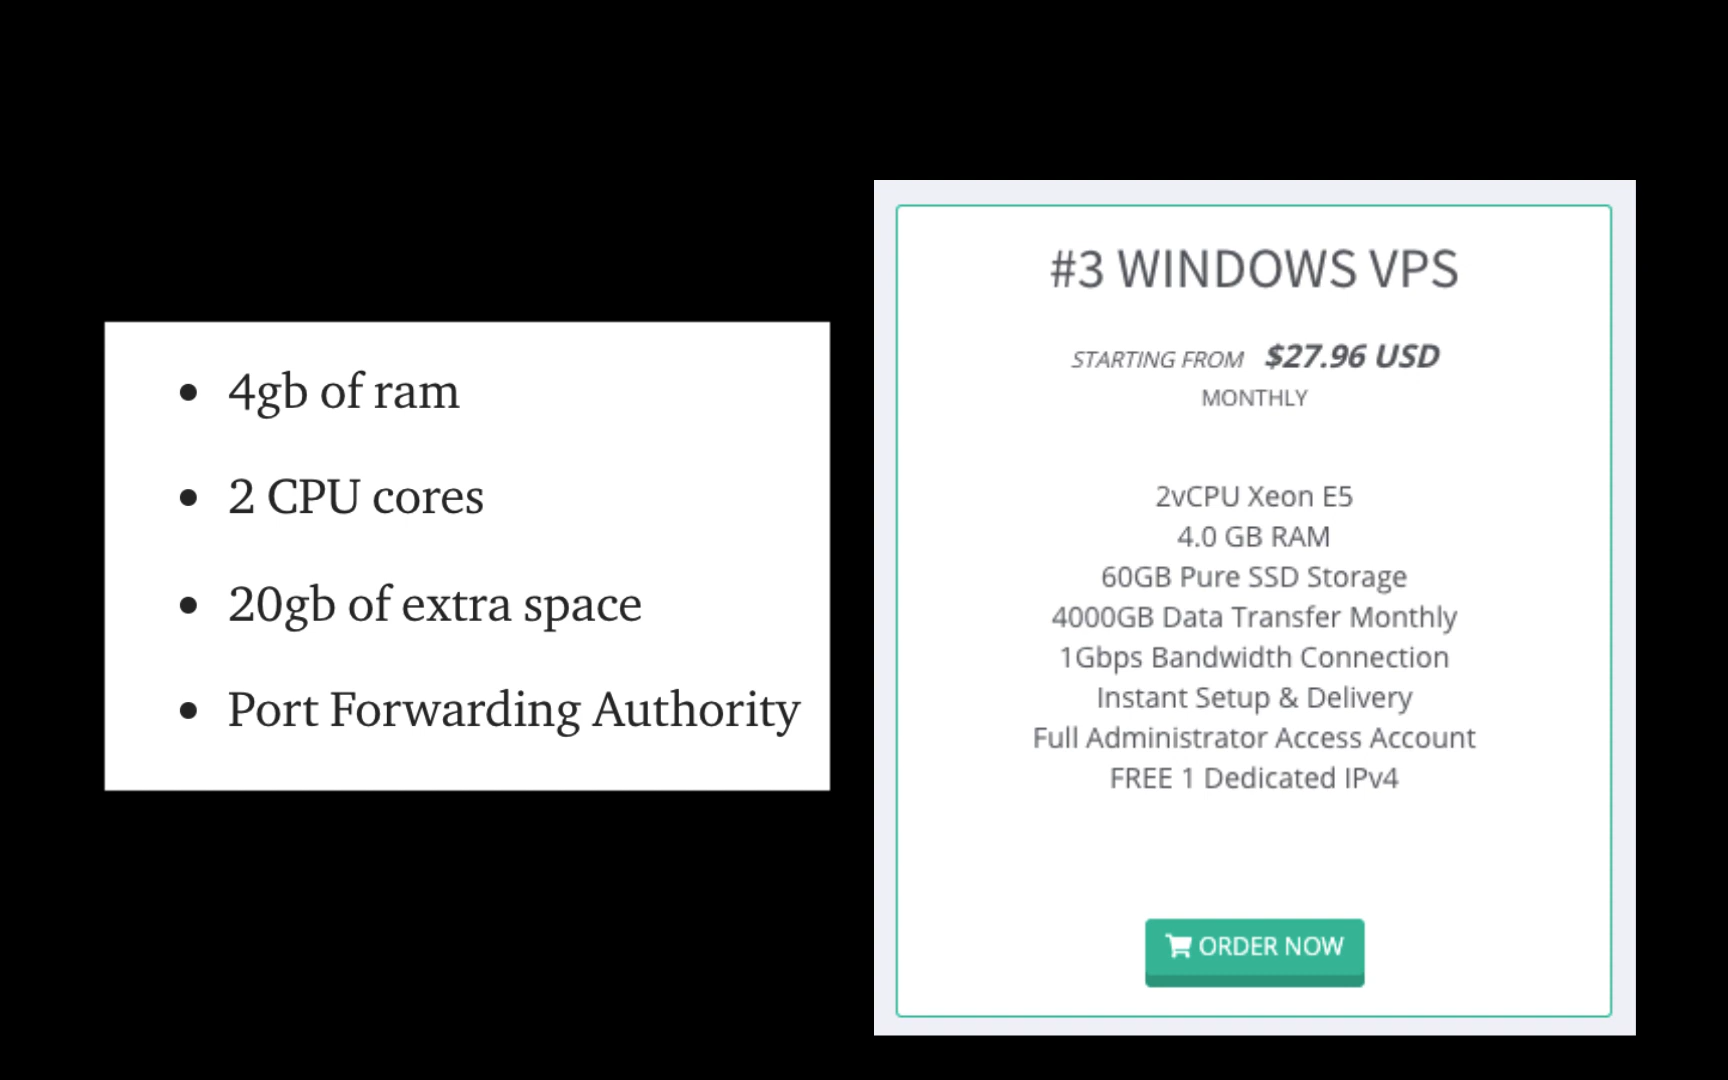 4gb of ram
2 CPU cores
20gb of extra space
Port Forwarding Authority
#3 WINDOWS VPS
STARTING FROM $27.96 USD
MONTHLY
2vCPU Xeon E5
4.0 GB RAM
60GB Pure SSD Storage
4000GB Data Transfer Monthly
1Gbps Bandwidth Connection
Instant Setup & Delivery
Full Administrator Access Account
FREE 1 Dedicated IPv4
ORDER NOW